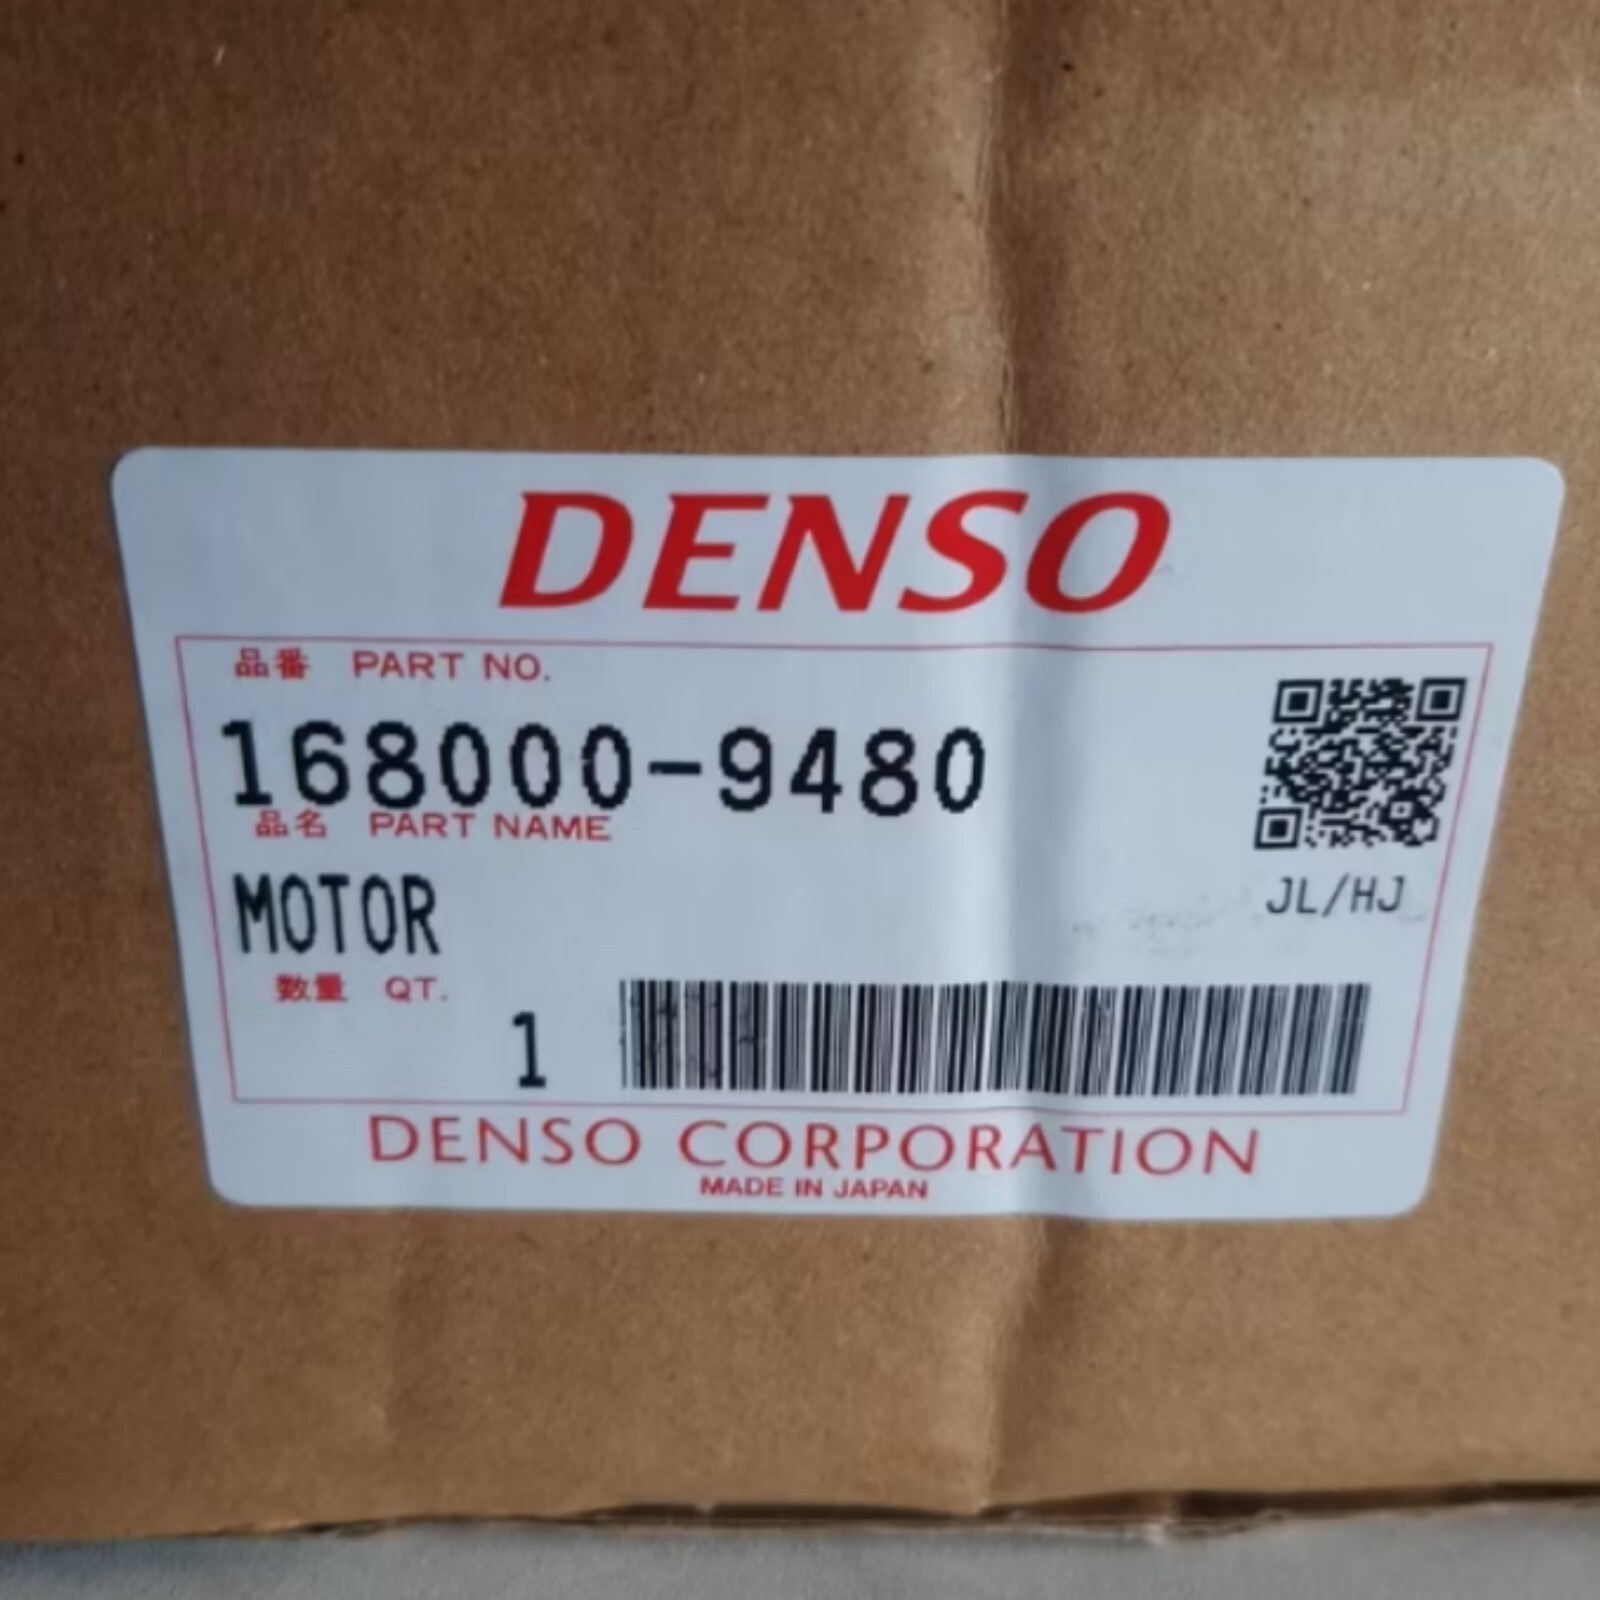 DENSO
品番 PART NO.
168000-9480
品名 PART NAME
MOTOR
JL/HJ
数量 QT.
1
DENSO CORPORATION
MADE IN JAPAN